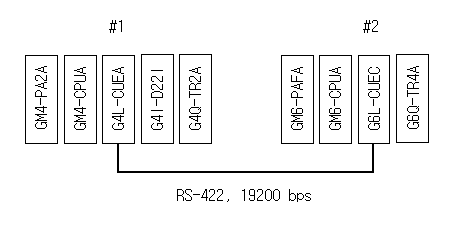 #1
#2
GM4-PA2A
GM4-CPUA
G4L-CUEA
G4I-D22I
G4Q-TR2A
GM6-PAFA
GM6-CPUA
G6L-CUEC
G6Q-TR4A
RS-422, 19200 bps